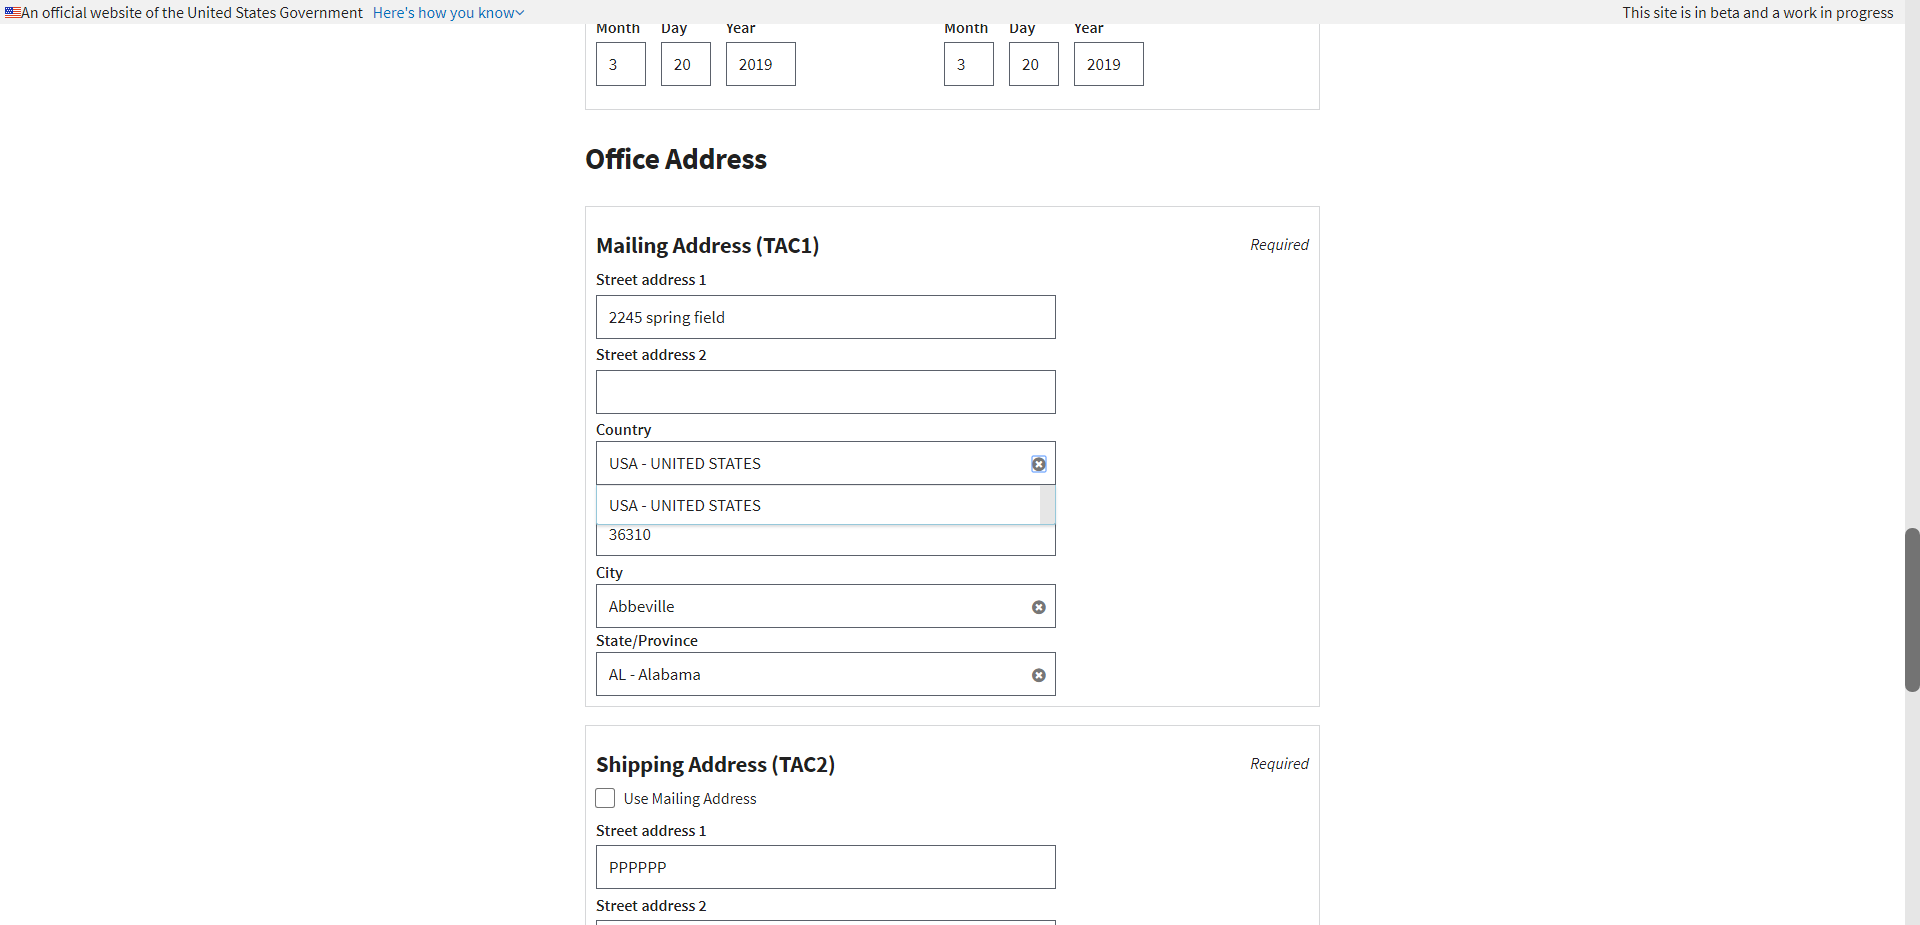 An official website of the United States Government Here's how you know
This site is in beta and a work in progress
Month Day Year Month Day Year
3 20 2019 3 20 2019
Office Address
Mailing Address (TAC1) Required
Street address 1
2245 spring field
Street address 2
Country
USA - UNITED STATES
USA - UNITED STATES
36310
City
Abbeville
State/Province
AL - Alabama
Shipping Address (TAC2) Required
Use Mailing Address
Street address 1
PPPPPP
Street address 2